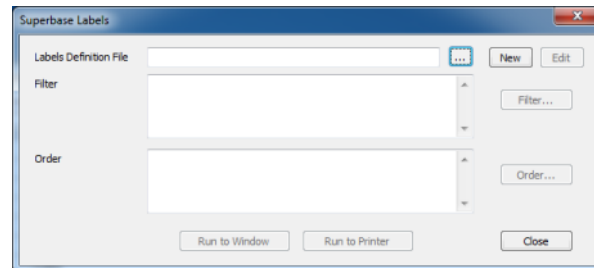 Superbase Labels
Labels Definition File
...
New
Edit
Filter
Filter...
Order
Order...
Run to Window
Run to Printer
Close